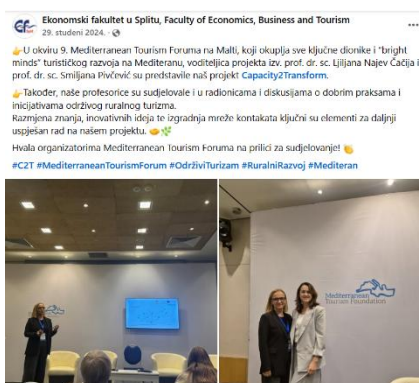 Ekonomski fakultet u Splitu, Faculty of Economics, Business and Tourism
29. studeni 2024. ·
👉U okviru 9. Mediterranean Tourism Foruma na Malti, koji okuplja sve ključne dionike i "bright
minds" turističkog razvoja na Mediteranu, voditeljica projekta izv. prof. dr. sc. Ljiljana Najev Čačija i
prof. dr. sc. Smiljana Pivčević su predstavile naš projekt Capacity2Transform.
👉Također, naše profesorice su sudjelovale i u radionicama i diskusijama o dobrim praksama i
inicijativama održivog ruralnog turizma.
Razmjena znanja, inovativnih ideja te izgradnja mreže kontakata ključni su elementi za daljnji
uspješan rad na našem projektu.
Hvala organizatorima Mediterranean Tourism Foruma na prilici za sudjelovanje!
#C2T #MediterraneanTourismForum #OdrživiTurizam #RuralniRazvoj #Mediteran
Mediterranean
Tourism Foundation